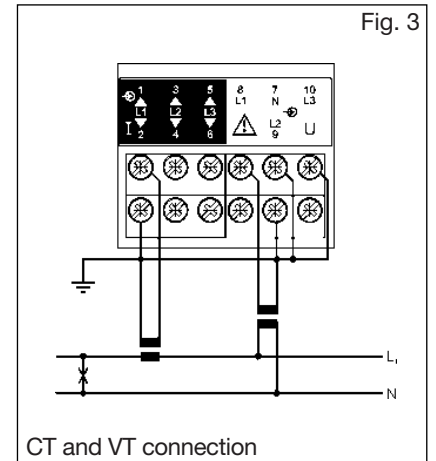 Fig. 3
1 3 5 8 7 10
L1 N L3
L1 L2 L3
I 2 4 6 L2 9 U
L₁
N
CT and VT connection